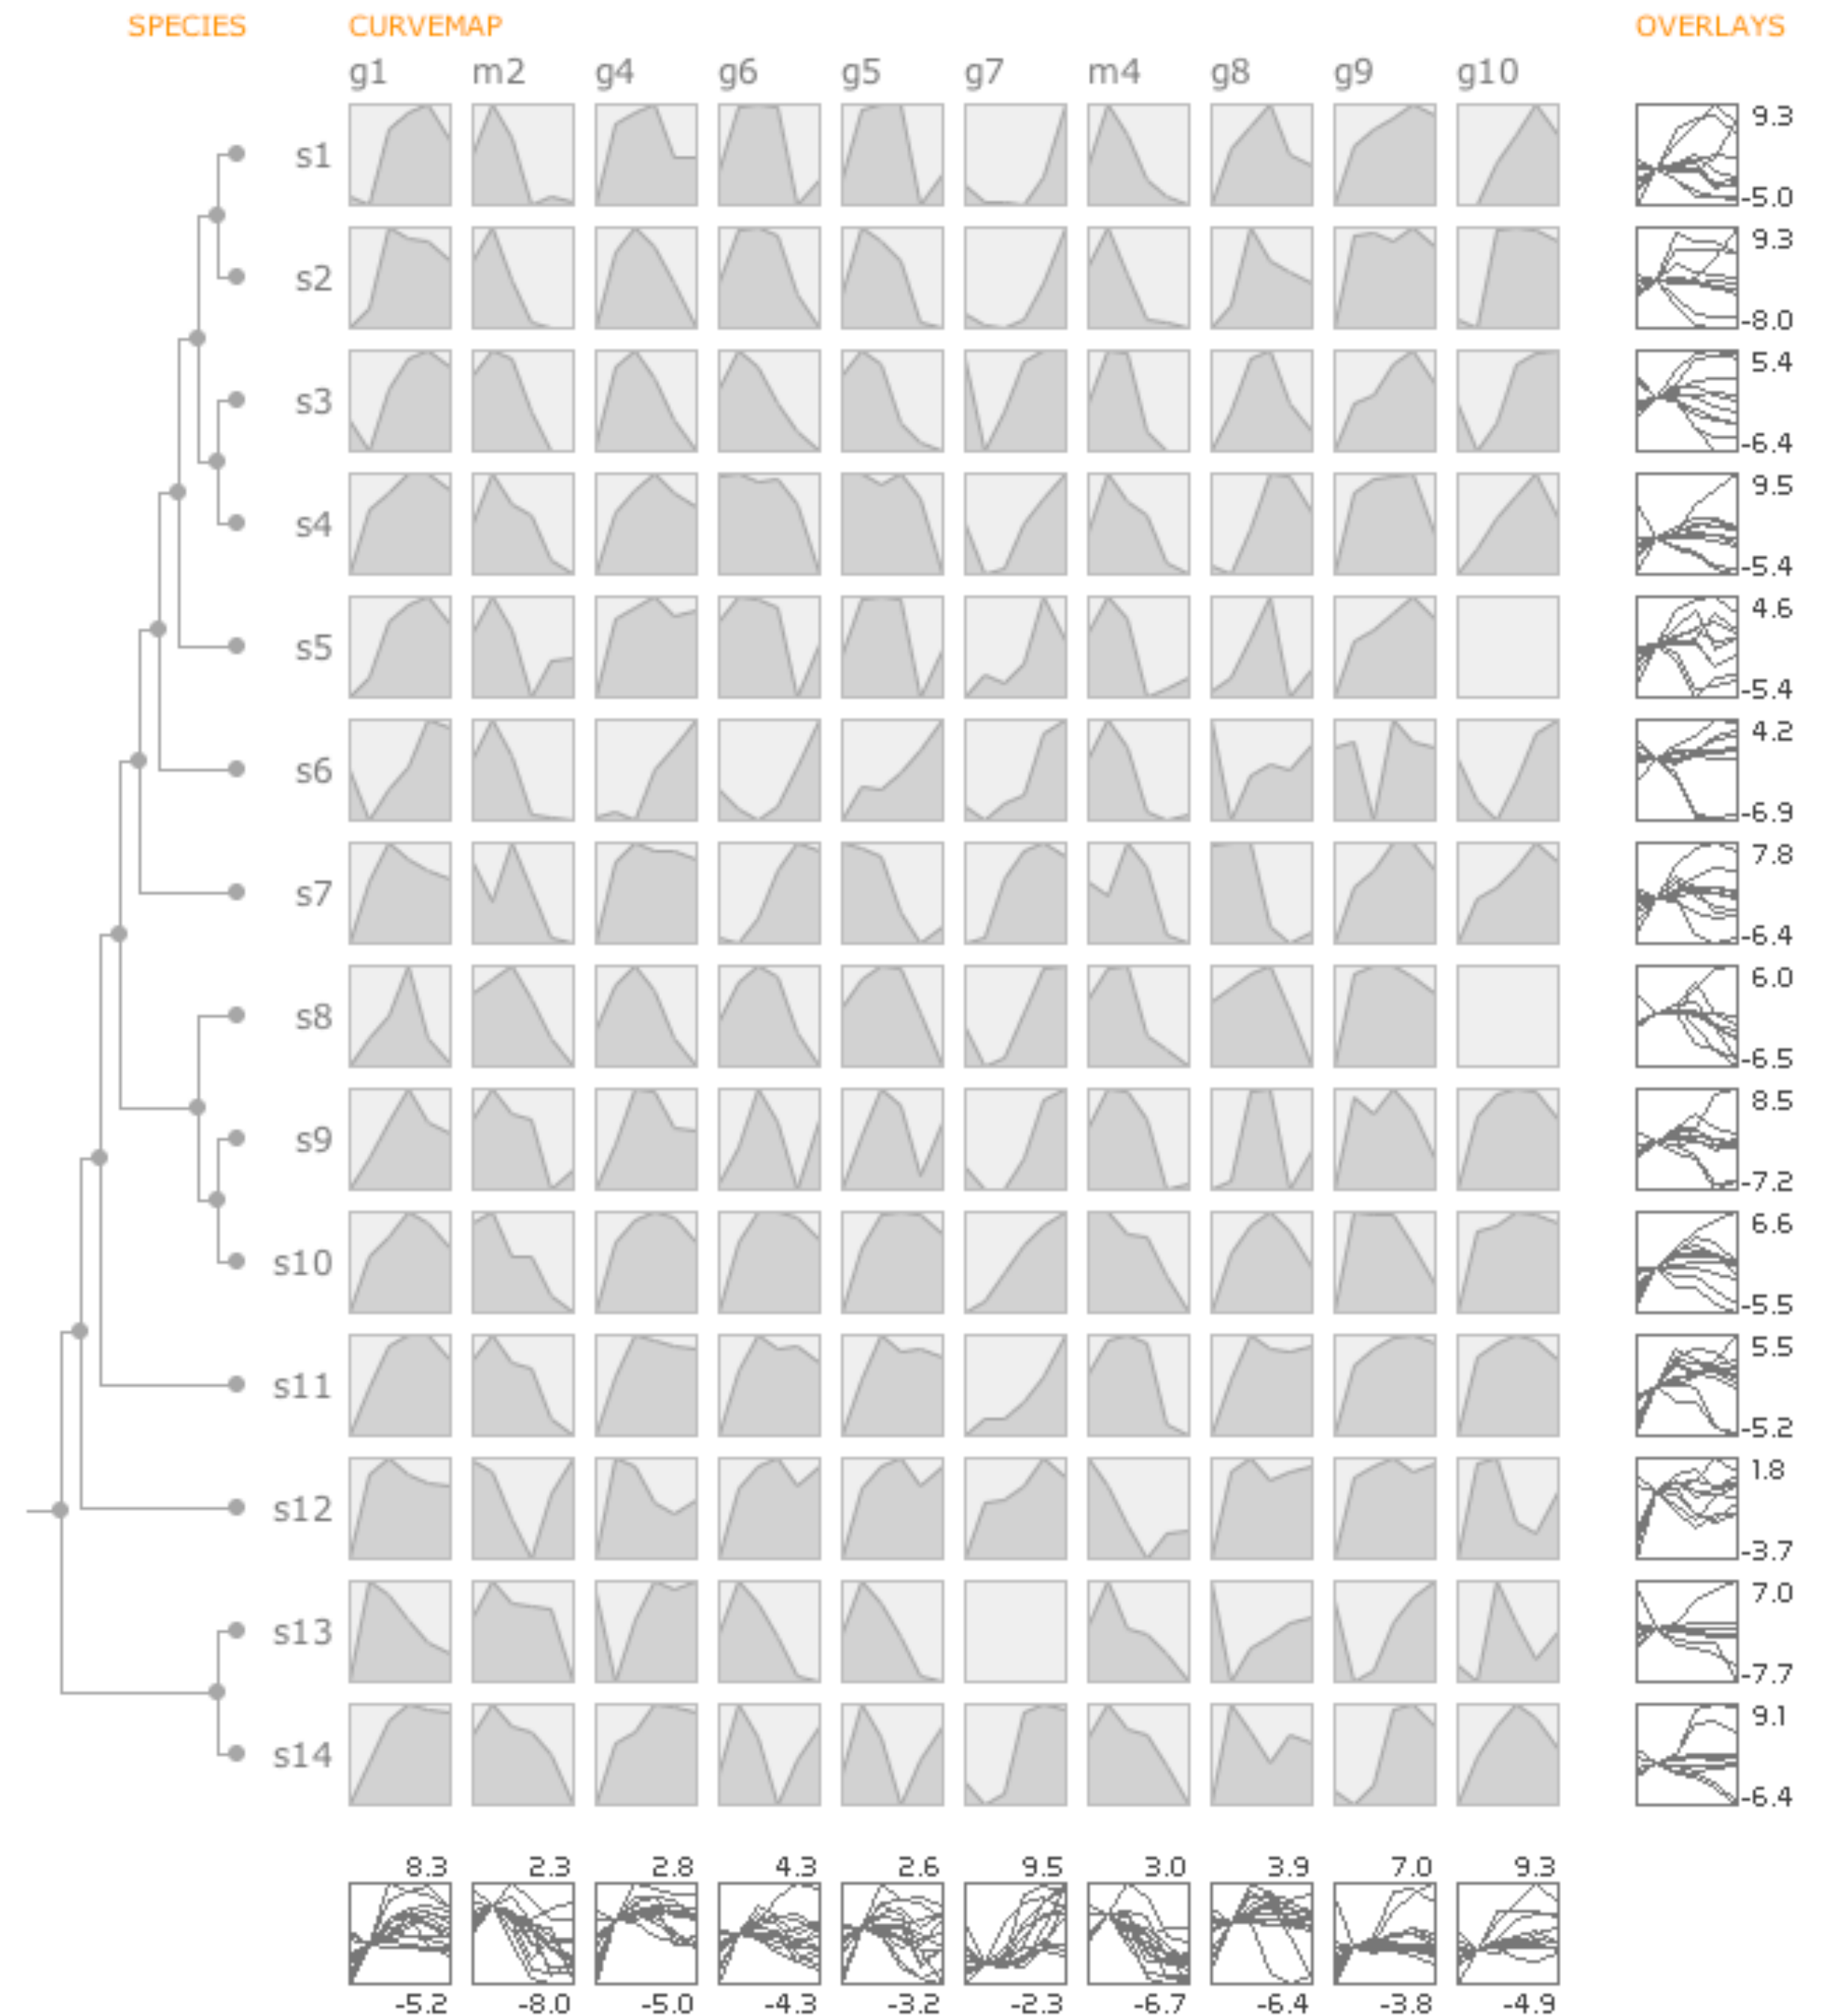 SPECIES CURVEMAP OVERLAYS
g1 m2 g4 g6 g5 g7 m4 g8 g9 g10
s1 9.3
-5.0
s2 9.3
-8.0
s3 5.4
-6.4
s4 9.5
-5.4
s5 4.6
-5.4
s6 4.2
-6.9
s7 7.8
-6.4
s8 6.0
-6.5
s9 8.5
-7.2
s10 6.6
-5.5
s11 5.5
-5.2
s12 1.8
-3.7
s13 7.0
-7.7
s14 9.1
-6.4
8.3 2.3 2.8 4.3 2.6 9.5 3.0 3.9 7.0 9.3
-5.2 -8.0 -5.0 -4.3 -3.2 -2.3 -6.7 -6.4 -3.8 -4.9